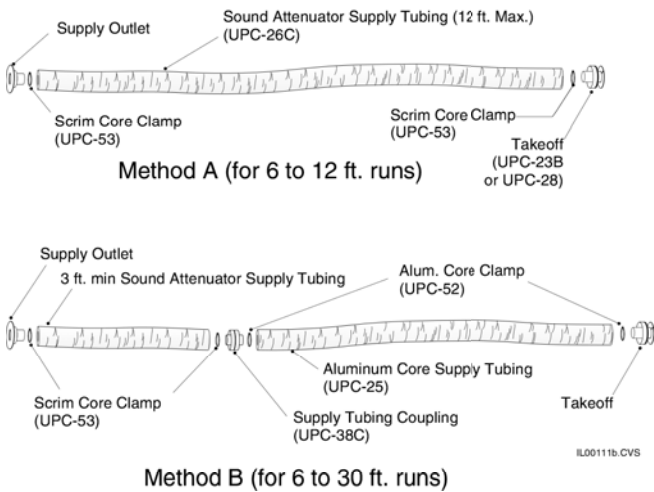 Sound Attenuator Supply Tubing (12 ft. Max.)
(UPC-26C)
Supply Outlet
Scrim Core Clamp
(UPC-53)
Scrim Core Clamp
(UPC-53)
Takeoff
(UPC-23B
or UPC-28)
Method A (for 6 to 12 ft. runs)
Supply Outlet
3 ft. min Sound Attenuator Supply Tubing
Alum. Core Clamp
(UPC-52)
Scrim Core Clamp
(UPC-53)
Aluminum Core Supply Tubing
(UPC-25)
Supply Tubing Coupling
(UPC-38C)
Takeoff
IL00111b.CVS
Method B (for 6 to 30 ft. runs)